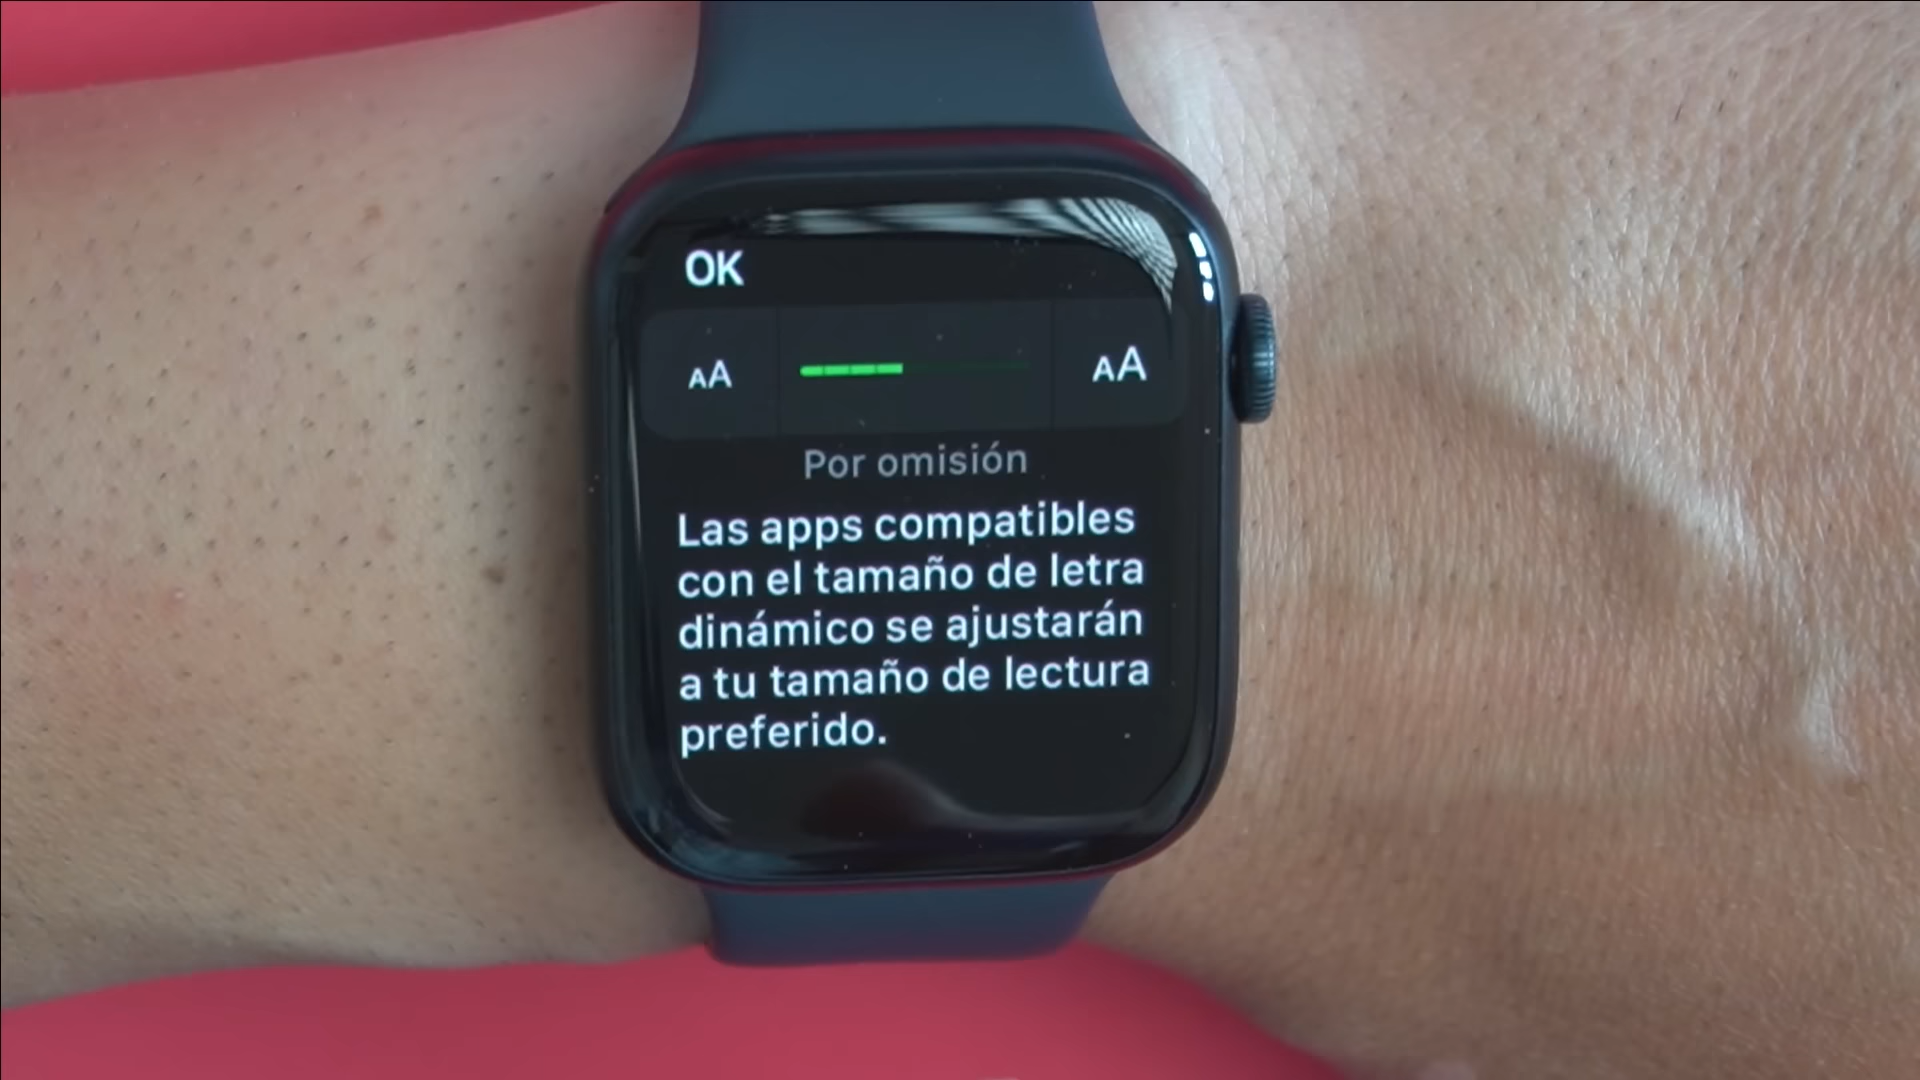 OK
AA AA
Por omisión
Las apps compatibles
con el tamaño de letra
dinámico se ajustarán
a tu tamaño de lectura
preferido.